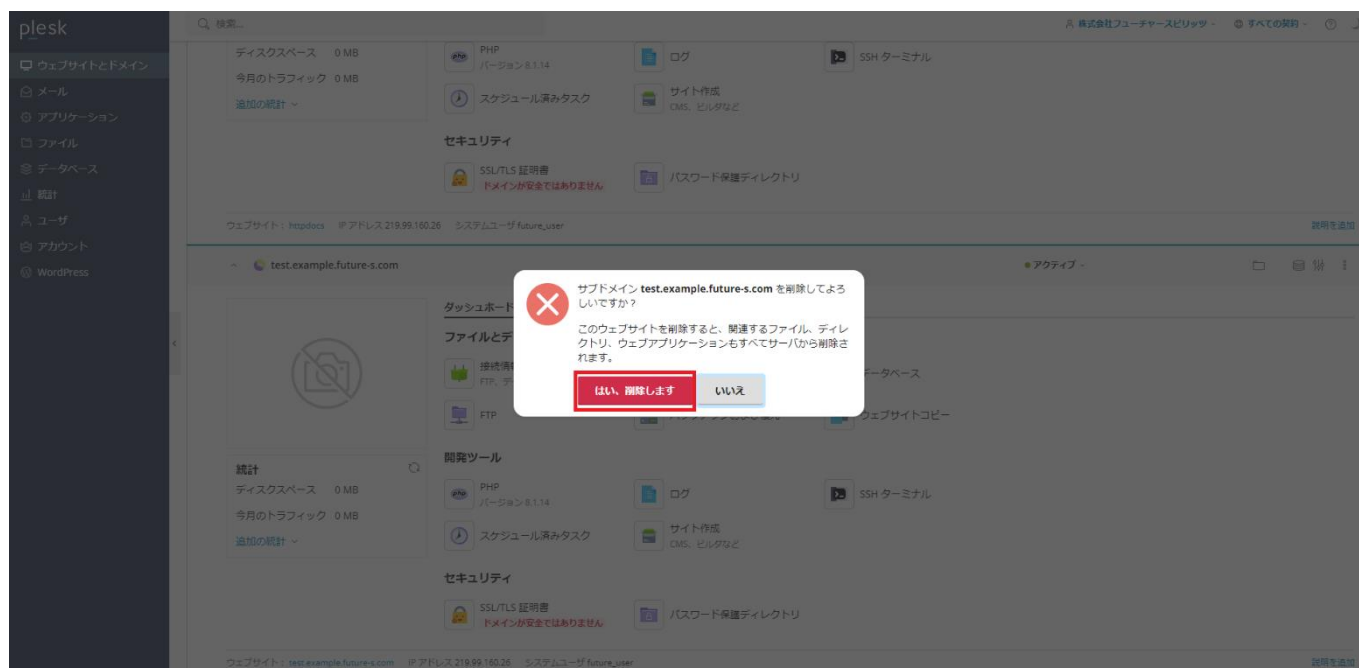 plesk
検索...
株式会社フューチャースピリッツ
すべての契約
ウェブサイトとドメイン
メール
アプリケーション
ファイル
データベース
統計
ユーザ
アカウント
WordPress
ディスクスペース 0 MB
今月のトラフィック 0 MB
追加の統計
PHP
バージョン 8.1.14
ログ
SSH ターミナル
スケジュール済みタスク
サイト作成
CMS、ビルダなど
セキュリティ
SSL/TLS 証明書
ドメインが安全ではありません
パスワード保護ディレクトリ
ウェブサイト: httpdocs IP アドレス 219.99.160.26 システムユーザ future_user
説明を追加
test.example.future-s.com
アクティブ
サブドメイン test.example.future-s.com を削除してよろ
しいですか?
このウェブサイトを削除すると、関連するファイル、ディレ
クトリ、ウェブアプリケーションもすべてサーバから削除さ
れます。
はい、削除します
いいえ
ダッシュボード
ファイルとデ
接続情
FTP、デ
データベース
FTP
ウェブサイトコピー
統計
ディスクスペース 0 MB
今月のトラフィック 0 MB
追加の統計
開発ツール
PHP
バージョン 8.1.14
ログ
SSH ターミナル
スケジュール済みタスク
サイト作成
CMS、ビルダなど
セキュリティ
SSL/TLS 証明書
ドメインが安全ではありません
パスワード保護ディレクトリ
ウェブサイト: test.example.future-s.com IP アドレス 219.99.160.26 システムユーザ future_user
説明を追加